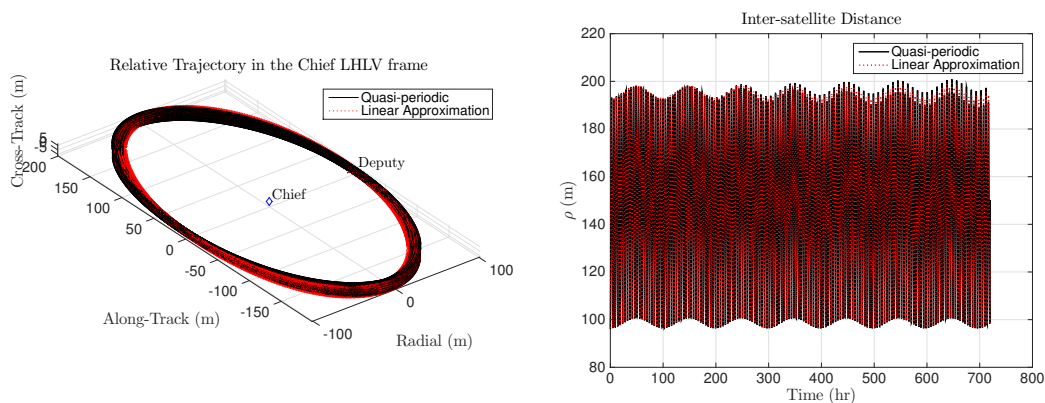 Relative Trajectory in the Chief LHLV frame
Quasi-periodic
Linear Approximation
Deputy
Chief
Cross-Track (m)
5
0
-5
200
150
100
50
0
-50
-100
-150
Along-Track (m)
-100
0
100
Radial (m)
Inter-satellite Distance
Quasi-periodic
Linear Approximation
ρ (m)
220
200
180
160
140
120
100
80
0 100 200 300 400 500 600 700 800
Time (hr)